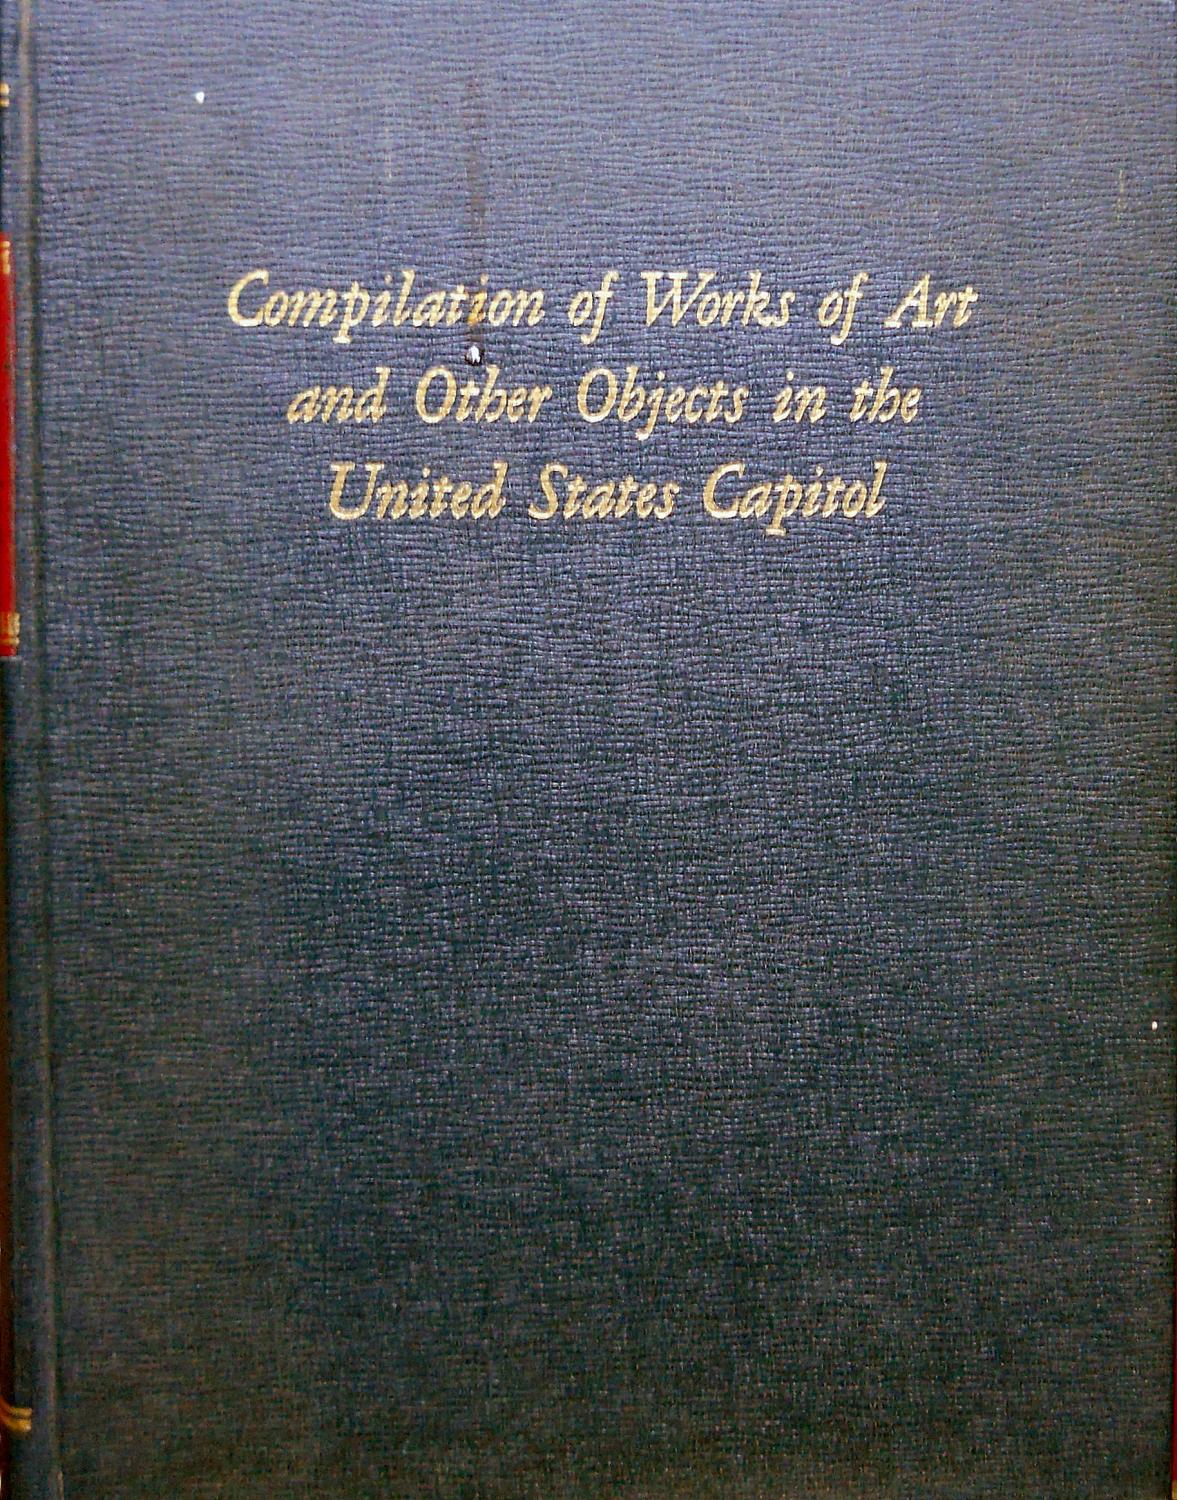 Compilation of Works of Art
and Other Objects in the
United States Capitol